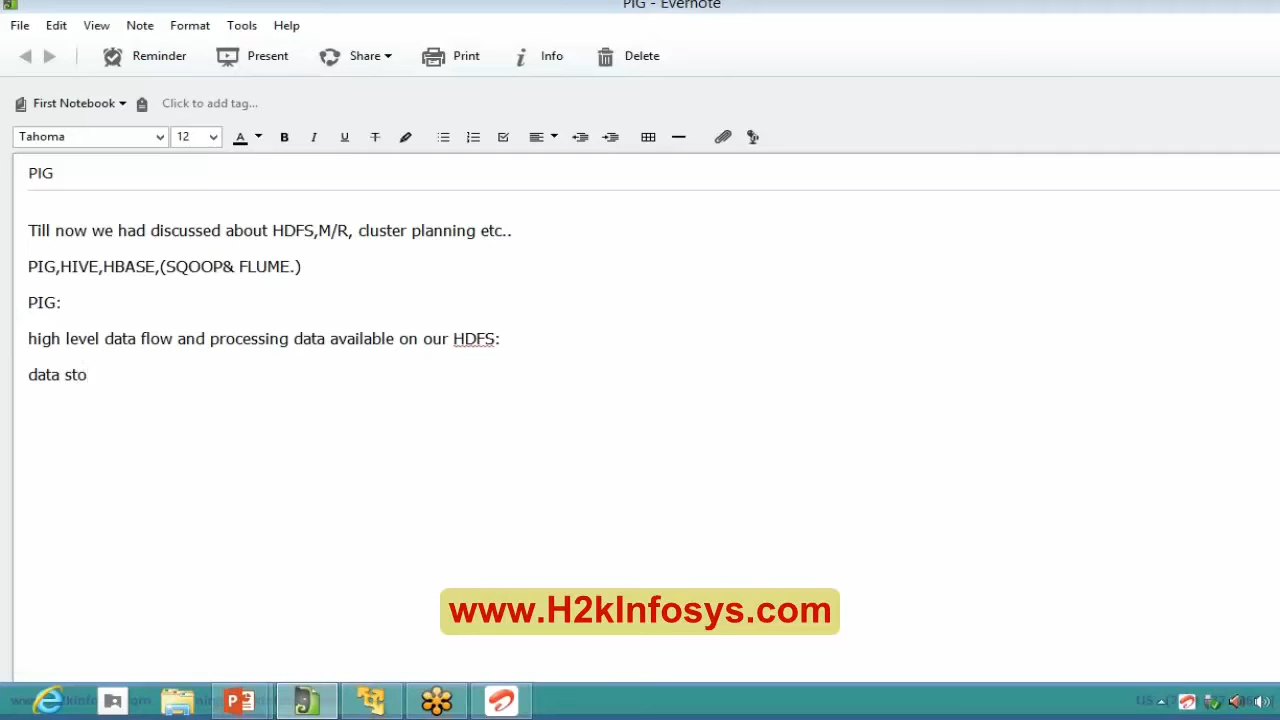 PIG - Evernote
File Edit View Note Format Tools Help
Reminder Present Share Print Info Delete
First Notebook Click to add tag...
Tahoma 12 A B I U T
PIG
Till now we had discussed about HDFS,M/R, cluster planning etc..
PIG,HIVE,HBASE,(SQOOP& FLUME.)
PIG:
high level data flow and processing data available on our HDFS:
data sto
www.H2kInfosys.com
US